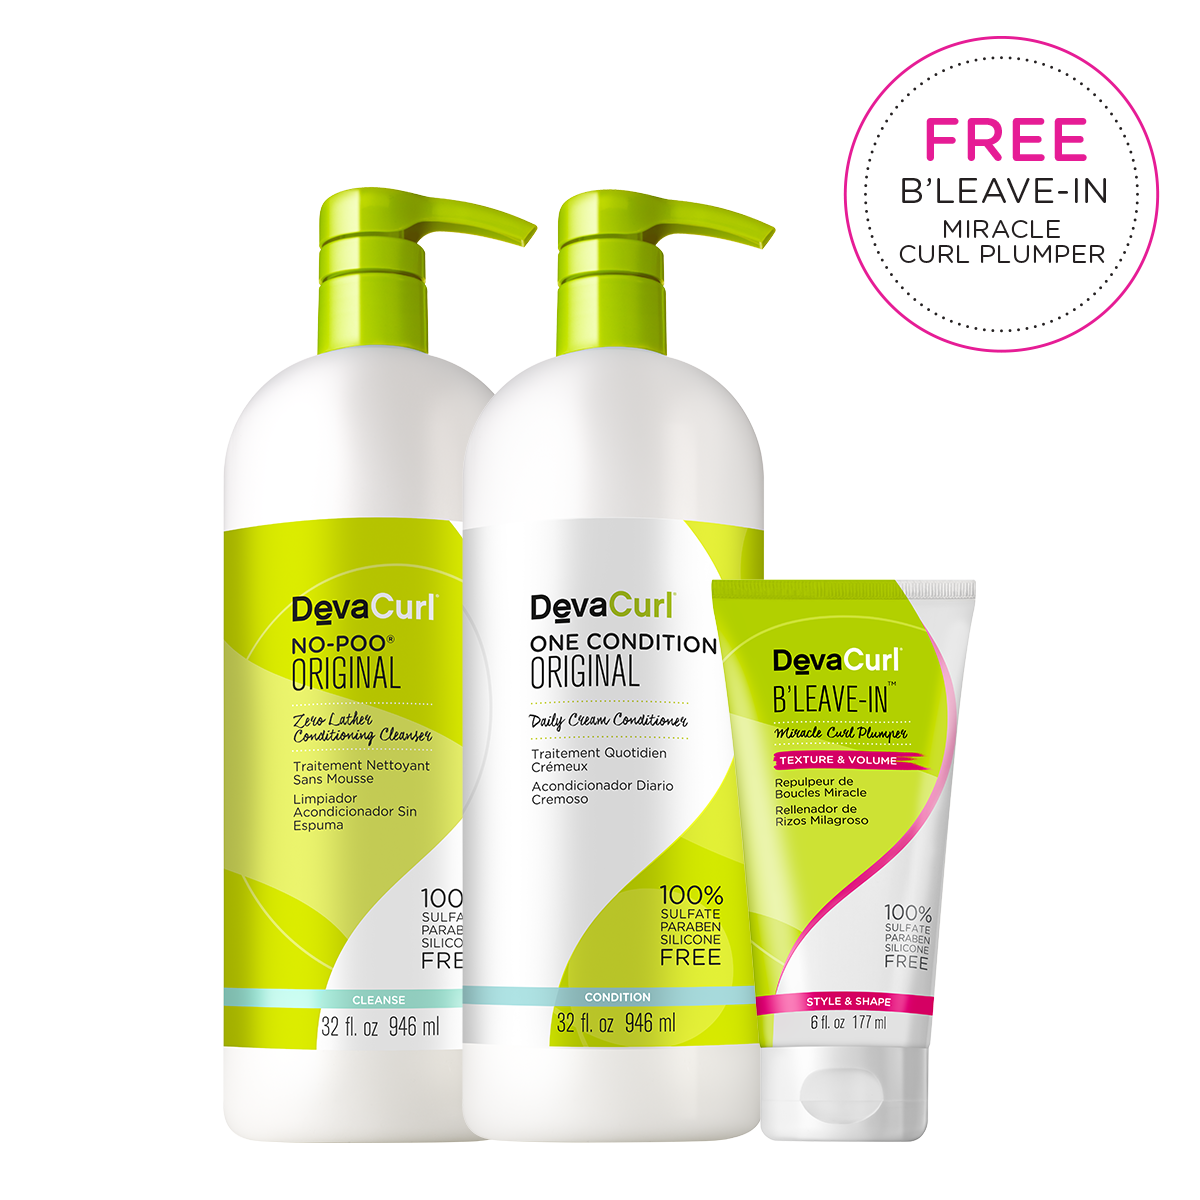 FREE
B'LEAVE-IN
MIRACLE
CURL PLUMPER
DevaCurl
NO-POO®
ORIGINAL
Zero Lather
Conditioning Cleanser
Traitement Nettoyant
Sans Mousse
Limpiador
Acondicionador Sin
Espuma
100
SULFA
PARAB
SILICO
FRE
CLEANSE
32 fl. oz 946 ml
DevaCurl
ONE CONDITION
ORIGINAL
Daily Cream Conditioner
Traitement Quotidien
Crémeux
Acondicionador Diario
Cremoso
100%
SULFATE
PARABEN
SILICONE
FREE
CONDITION
32 fl. oz 946 ml
DevaCurl
B'LEAVE-IN™
Miracle Curl Plumper
TEXTURE & VOLUME
Repulpeur de
Boucles Miracle
Rellenador de
Rizos Milagroso
100%
SULFATE
PARABEN
SILICONE
FREE
STYLE & SHAPE
6 fl. oz 177 ml